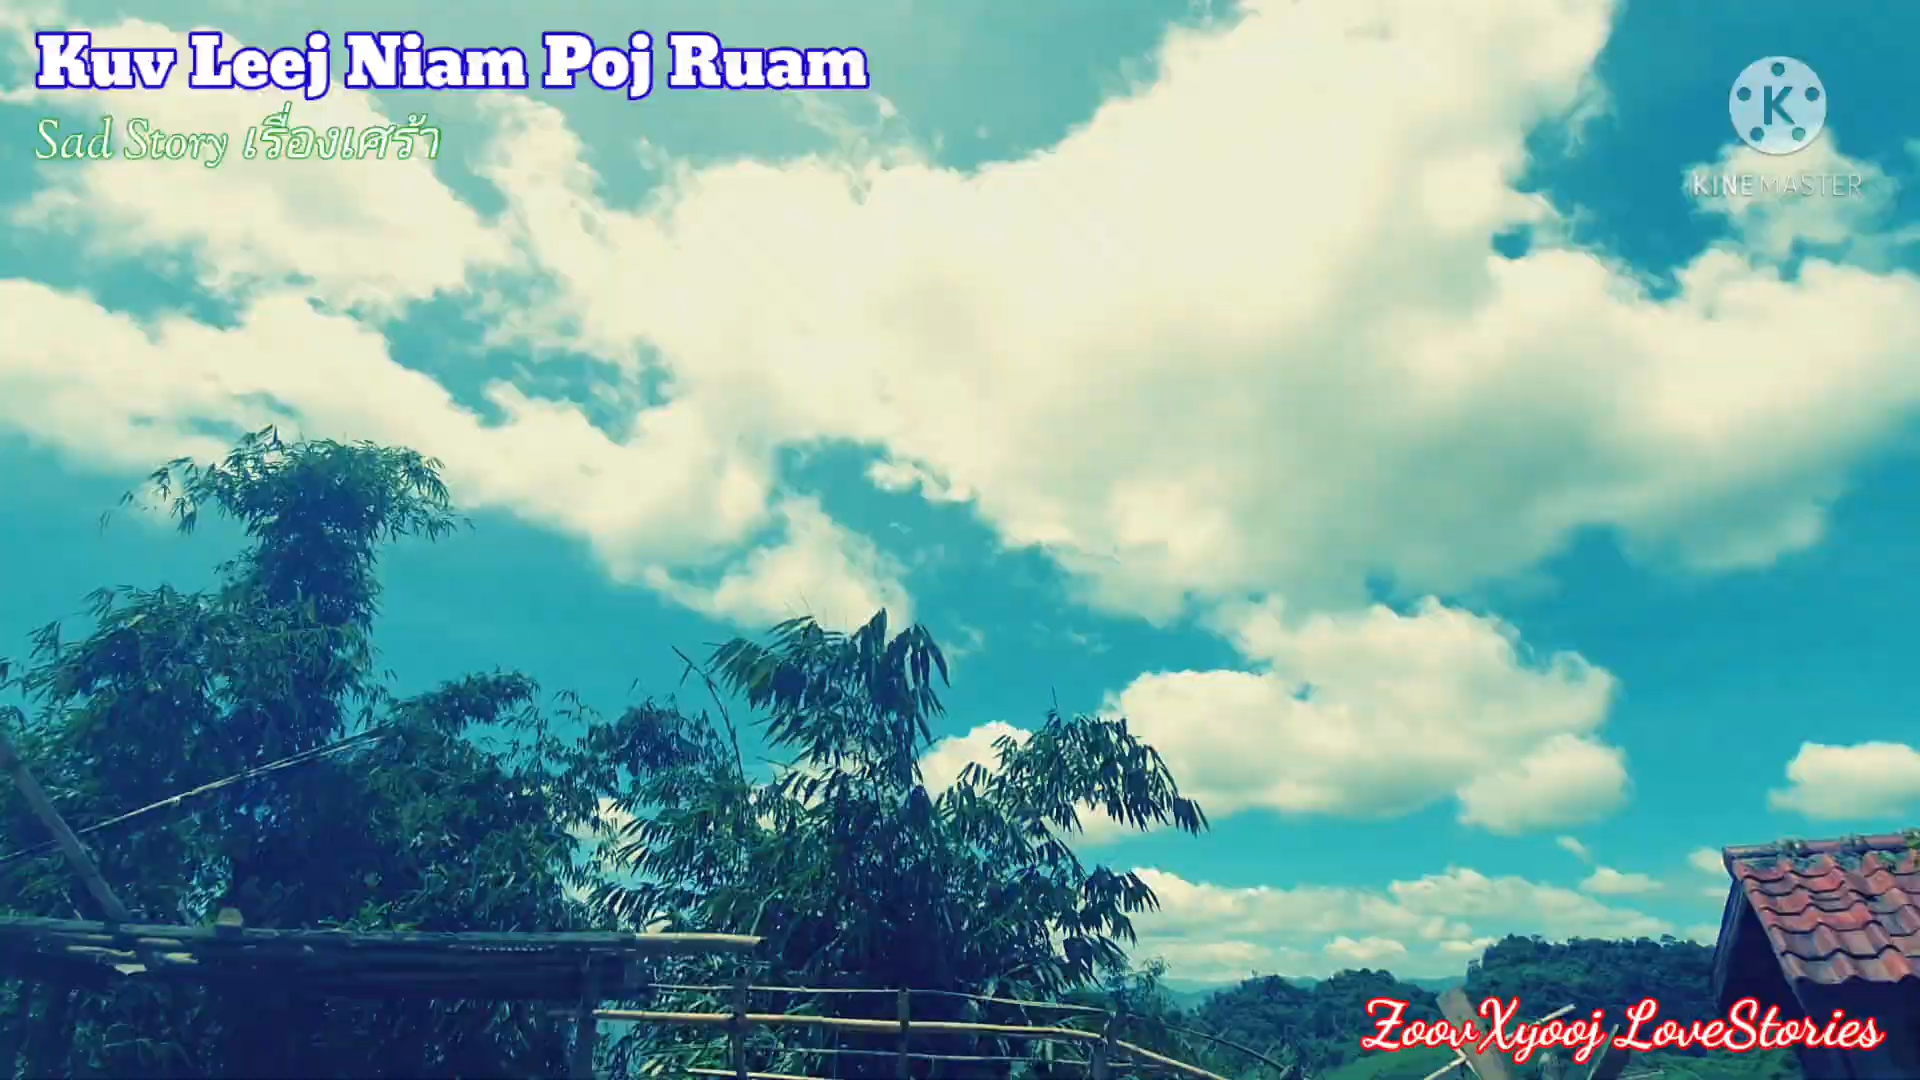 Kuv Leej Niam Poj Ruam
Sad Story เรื่องเศร้า
K
KINEMASTER
ZoovXyooj LoveStories